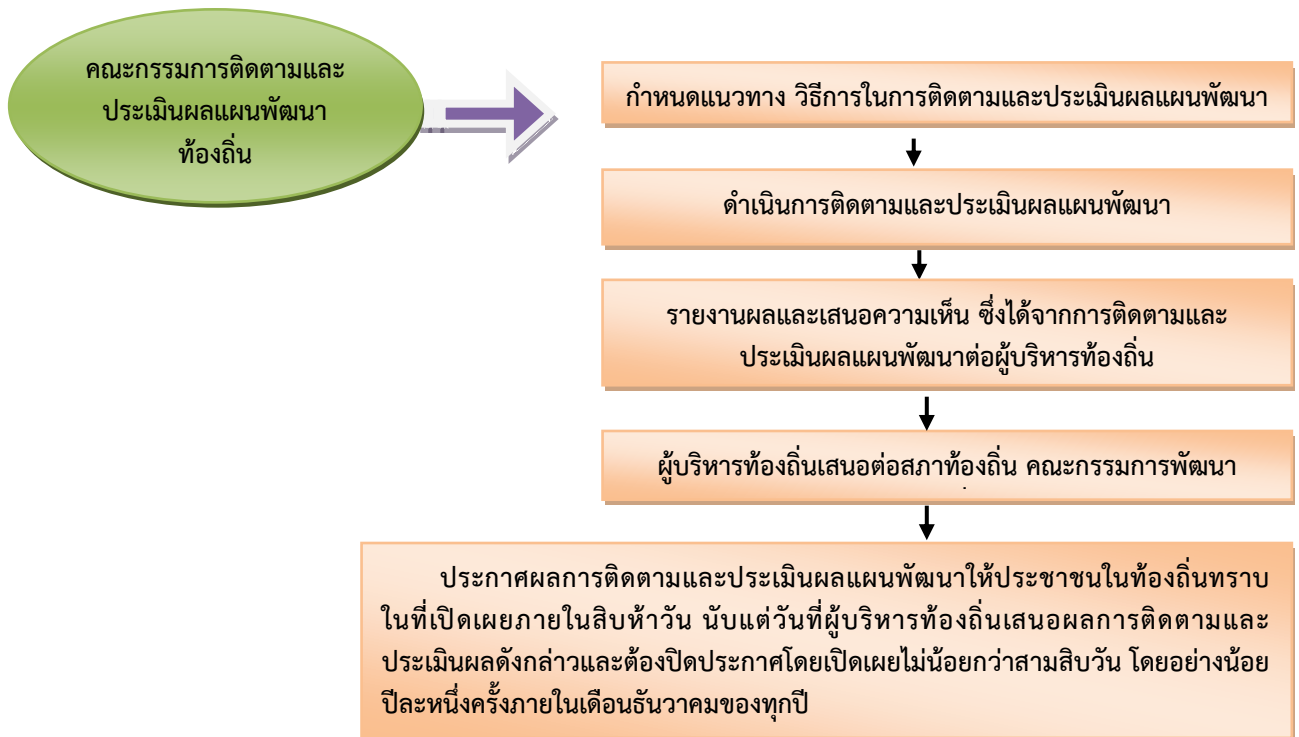 คณะกรรมการติดตามและ
ประเมินผลแผนพัฒนา
ท้องถิ่น
กำหนดแนวทาง วิธีการในการติดตามและประเมินผลแผนพัฒนา
ดำเนินการติดตามและประเมินผลแผนพัฒนา
รายงานผลและเสนอความเห็น ซึ่งได้จากการติดตามและ
ประเมินผลแผนพัฒนาต่อผู้บริหารท้องถิ่น
ผู้บริหารท้องถิ่นเสนอต่อสภาท้องถิ่น คณะกรรมการพัฒนา
ประกาศผลการติดตามและประเมินผลแผนพัฒนาให้ประชาชนในท้องถิ่นทราบ
ในที่เปิดเผยภายในสิบห้าวัน นับแต่วันที่ผู้บริหารท้องถิ่นเสนอผลการติดตามและ
ประเมินผลดังกล่าวและต้องปิดประกาศโดยเปิดเผยไม่น้อยกว่าสามสิบวัน โดยอย่างน้อย
ปีละหนึ่งครั้งภายในเดือนธันวาคมของทุกปี